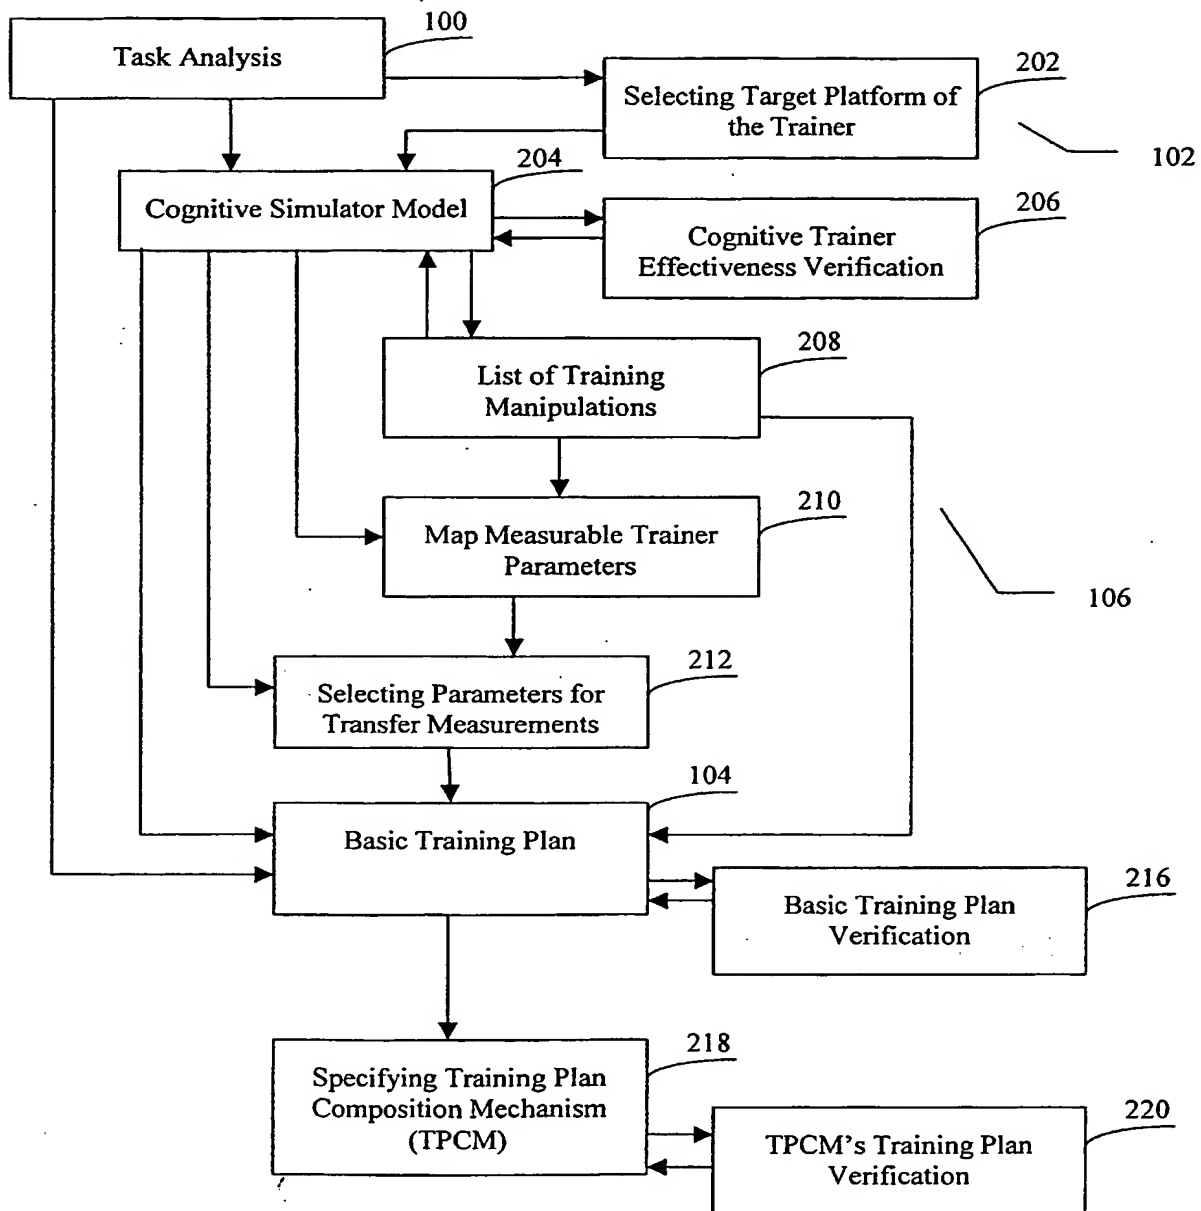 100
Task Analysis
202
Selecting Target Platform of
the Trainer
102
204
Cognitive Simulator Model
206
Cognitive Trainer
Effectiveness Verification
208
List of Training
Manipulations
210
Map Measurable Trainer
Parameters
106
212
Selecting Parameters for
Transfer Measurements
104
Basic Training Plan
216
Basic Training Plan
Verification
218
Specifying Training Plan
Composition Mechanism
(TPCM)
220
TPCM's Training Plan
Verification